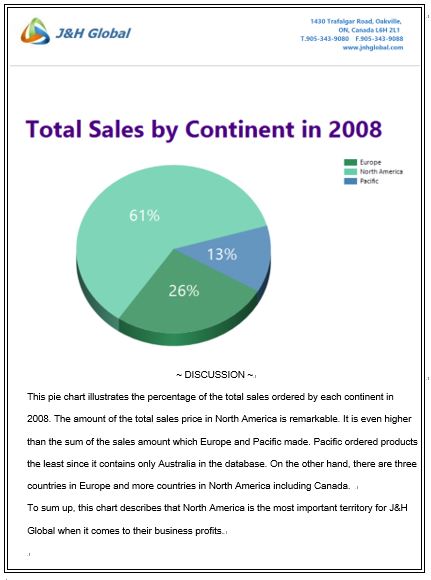 J&H Global
1430 Trafalgar Road, Oakville,
ON, Canada L6H 2L1
T.905-343-9080 F.905-343-9088
www.jnhglobal.com
Total Sales by Continent in 2008
Europe
North America
Pacific
61%
13%
26%
~ DISCUSSION ~
This pie chart illustrates the percentage of the total sales ordered by each continent in
2008. The amount of the total sales price in North America is remarkable. It is even higher
than the sum of the sales amount which Europe and Pacific made. Pacific ordered products
the least since it contains only Australia in the database. On the other hand, there are three
countries in Europe and more countries in North America including Canada.
To sum up, this chart describes that North America is the most important territory for J&H
Global when it comes to their business profits.